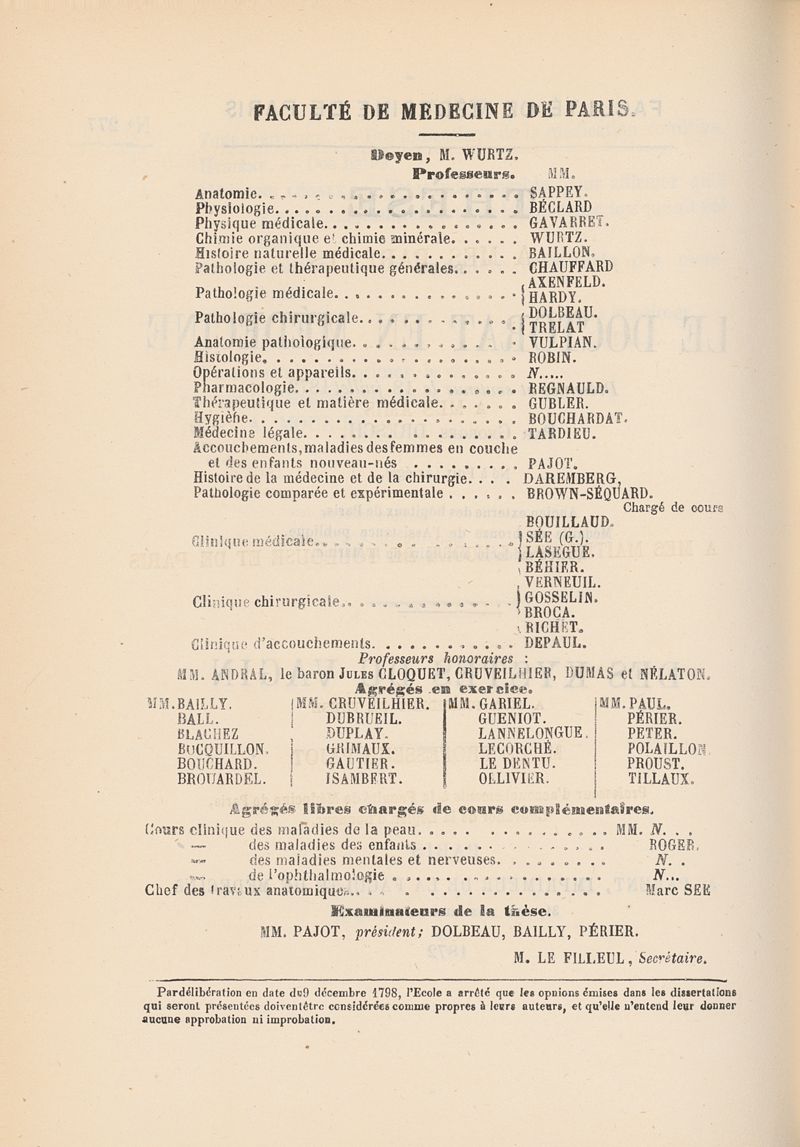 FACULTÉ DE MEDECINE DE PARIS.
Doyen, M. WURTZ.
Professeurs. MM.
Anatomie. . . . . . . . . . . . . . . . . . . SAPPEY.
Physiologie. . . . . . . . . . . . . . . . . . BÉCLARD
Physique médicale. . . . . . . . . . . . . . . GAVARRET.
Chimie organique et chimie minérale. . . . . . WURTZ.
Histoire naturelle médicale. . . . . . . . . . BAILLON.
Pathologie et thérapeutique générales. . . . . CHAUFFARD
Pathologie médicale. . . . . . . . . . . . . . { AXENFELD.
{ HARDY.
Pathologie chirurgicale. . . . . . . . . . . . { DOLBEAU.
{ TRELAT
Anatomie pathologique. . . . . . . . . . . . . VULPIAN.
Histologie. . . . . . . . . . . . . . . . . . ROBIN.
Opérations et appareils. . . . . . . . . . . . N.....
Pharmacologie. . . . . . . . . . . . . . . . . REGNAULD.
Thérapeutique et matière médicale. . . . . . . GUBLER.
Hygiène. . . . . . . . . . . . . . . . . . . . BOUCHARDAT.
Médecine légale. . . . . . . . . . . . . . . . TARDIEU.
Accouchements, maladies des femmes en couche
et des enfants nouveau-nés . . . . . . . . . PAJOT.
Histoire de la médecine et de la chirurgie. . . . DAREMBERG,
Pathologie comparée et expérimentale . . . . . . BROWN-SÉQUARD.
Chargé de cours
Clinique médicale. . . . . . . . . . . . . . . { BOUILLAUD.
{ SÉE (G.).
{ LASEGUE.
{ BÉHIER.
Clinique chirurgicale. . . . . . . . . . . . . { VERNEUIL.
{ GOSSELIN.
{ BROCA.
{ RICHET.
Clinique d'accouchements. . . . . . . . . . . DEPAUL.
Professeurs honoraires :
MM. ANDRAL, le baron JULES CLOQUET, CRUVEILHIER, DUMAS et NÉLATON.
Agrégés en exercice.
MM. BAILLY. | MM. CRUVEILHIER. | MM. GARIEL. | MM. PAUL.
BALL. | DUBRUEIL. | GUENIOT. | PÉRIER.
BLACHEZ | DUPLAY. | LANNELONGUE. | PETER.
BOCQUILLON. | GRIMAUX. | LECORCHÉ. | POLAILLON
BOUCHARD. | GAUTIER. | LE DENTU. | PROUST.
BROUARDEL. | ISAMBERT. | OLLIVIER. | TILLAUX.
Agrégés libres chargés de cours complémentaires.
Cours clinique des maladies de la peau. . . . . . . . . . . . . . MM. N. . .
— des maladies des enfants . . . . . . . . . . . . . ROGER.
— des maladies mentales et nerveuses. . . . . . . . N. .
— de l'ophthalmologie . . . . . . . . . . . . . . . N...
Chef des travaux anatomiques. . . . . . . . . . . . . . . . Marc SEE
Examinateurs de la thèse.
MM. PAJOT, président; DOLBEAU, BAILLY, PÉRIER.
M. LE FILLEUL, Secrétaire.
Par délibération en date du 9 décembre 1798, l'Ecole a arrêté que les opnions émises dans les dissertations
qui seront présentées doivent être considérées comme propres à leurs auteurs, et qu'elle n'entend leur donner
aucune approbation ni improbation.